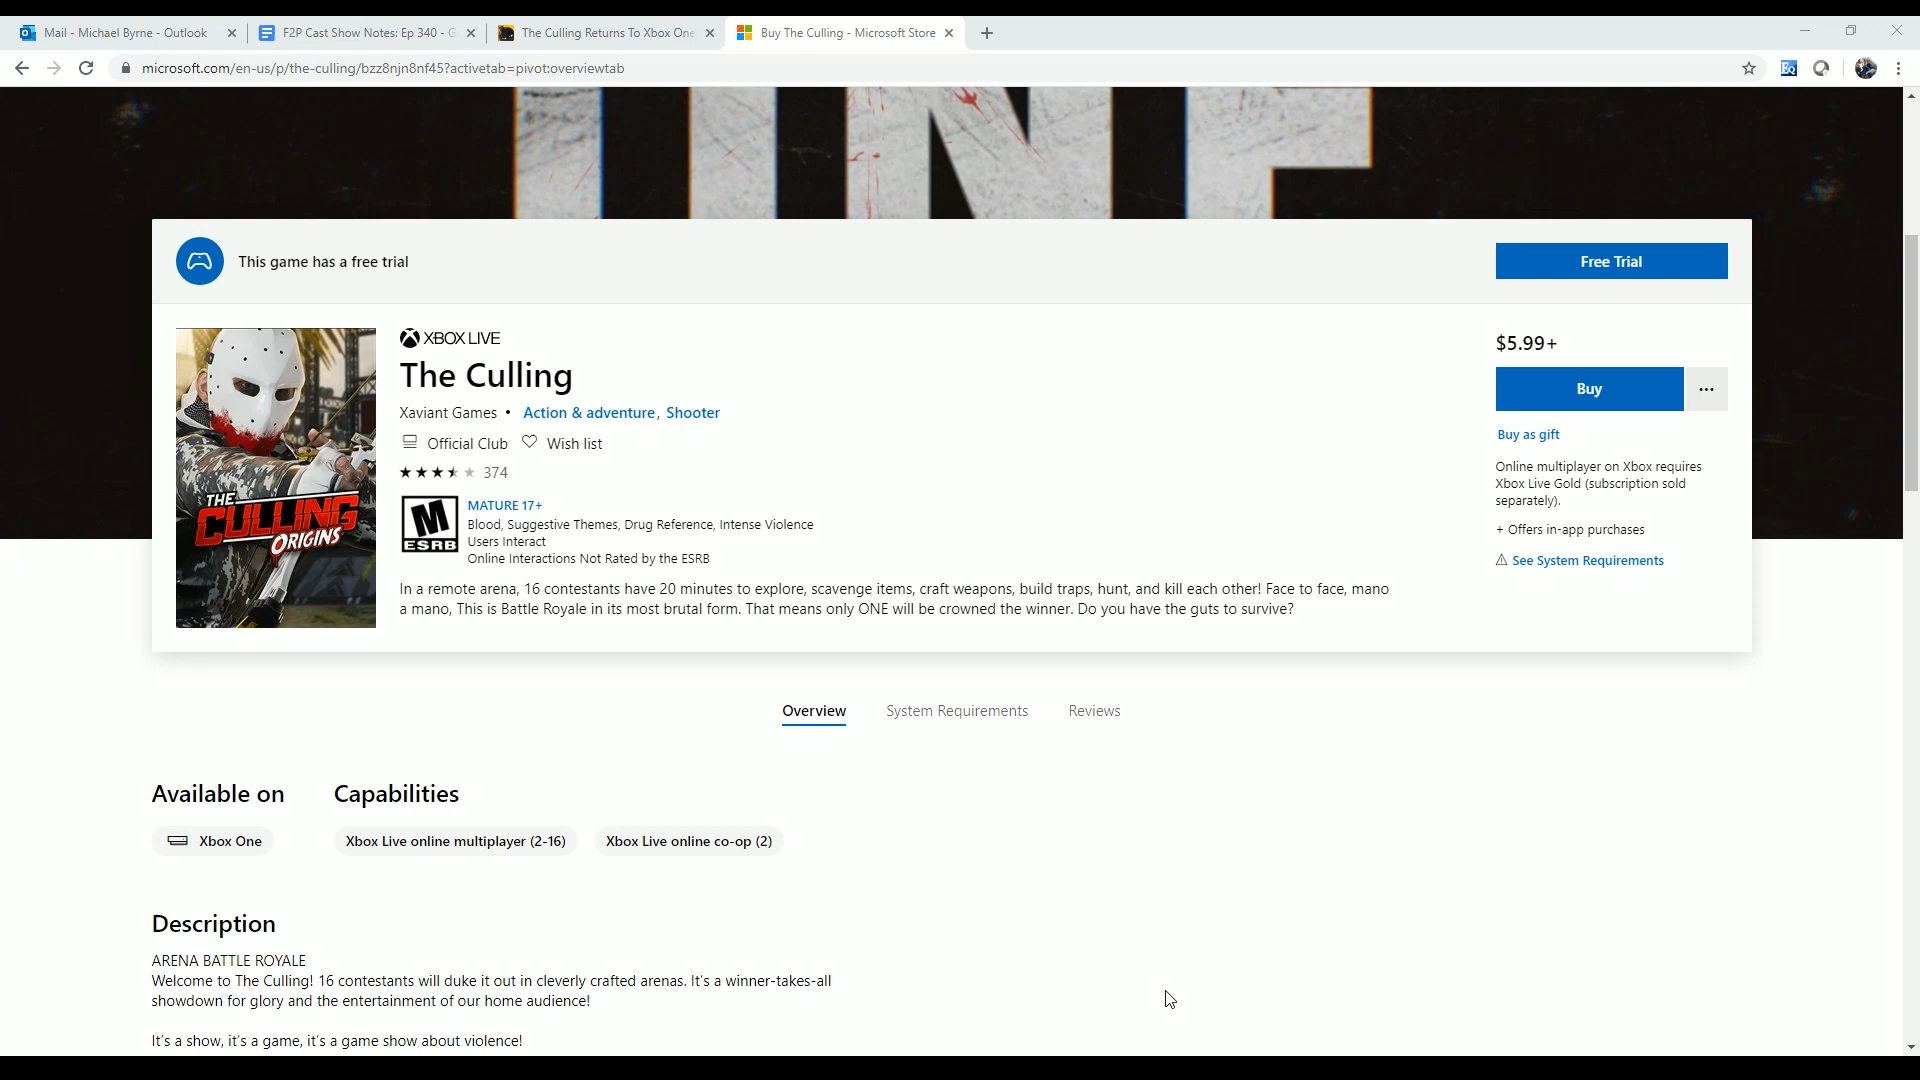 Mail - Michael Byrne - Outlook
F2P Cast Show Notes: Ep 340 - G
The Culling Returns To Xbox One
Buy The Culling - Microsoft Store
microsoft.com/en-us/p/the-culling/bzz8njn8nf45?activetab=pivot:overviewtab
This game has a free trial
Free Trial
THE
CULLING
ORIGINS
XBOX LIVE
The Culling
Xaviant Games • Action & adventure, Shooter
Official Club Wish list
374
M
ESRB
MATURE 17+
Blood, Suggestive Themes, Drug Reference, Intense Violence
Users Interact
Online Interactions Not Rated by the ESRB
In a remote arena, 16 contestants have 20 minutes to explore, scavenge items, craft weapons, build traps, hunt, and kill each other! Face to face, mano
a mano, This is Battle Royale in its most brutal form. That means only ONE will be crowned the winner. Do you have the guts to survive?
$5.99+
Buy ...
Buy as gift
Online multiplayer on Xbox requires
Xbox Live Gold (subscription sold
separately).
+ Offers in-app purchases
See System Requirements
Overview System Requirements Reviews
Available on Capabilities
Xbox One Xbox Live online multiplayer (2-16) Xbox Live online co-op (2)
Description
ARENA BATTLE ROYALE
Welcome to The Culling! 16 contestants will duke it out in cleverly crafted arenas. It's a winner-takes-all
showdown for glory and the entertainment of our home audience!
It's a show, it's a game, it's a game show about violence!